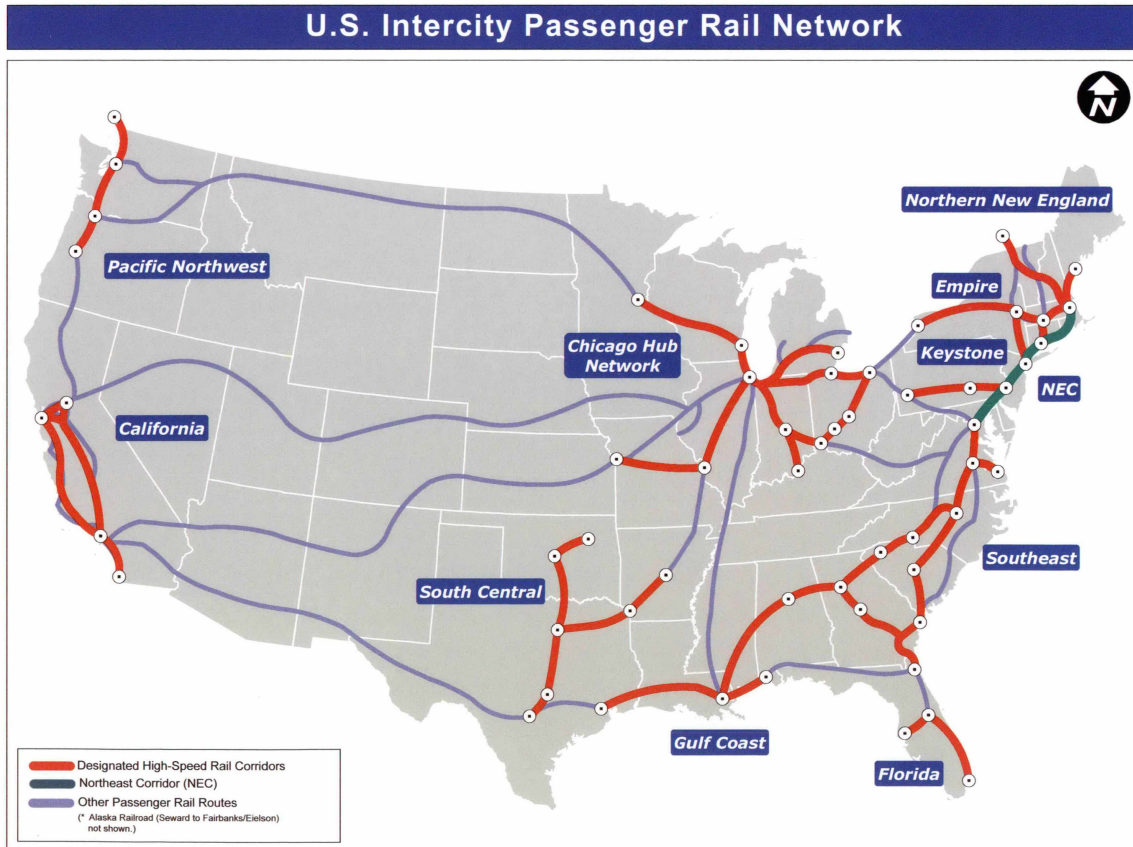 U.S. Intercity Passenger Rail Network
N
Northern New England
Pacific Northwest
Empire
Chicago Hub
Network
Keystone
NEC
California
Southeast
South Central
Gulf Coast
Florida
Designated High-Speed Rail Corridors
Northeast Corridor (NEC)
Other Passenger Rail Routes
(* Alaska Railroad (Seward to Fairbanks/Eielson)
not shown.)